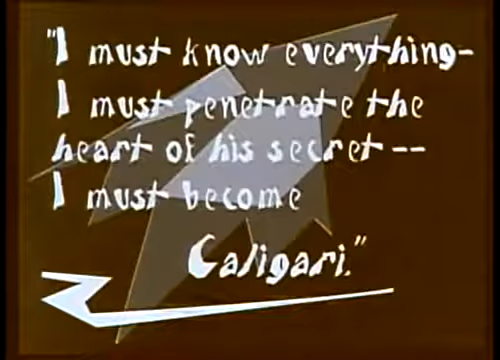 "I must know everything-
I must penetrate the
heart of his secret--
I must become
Caligari."